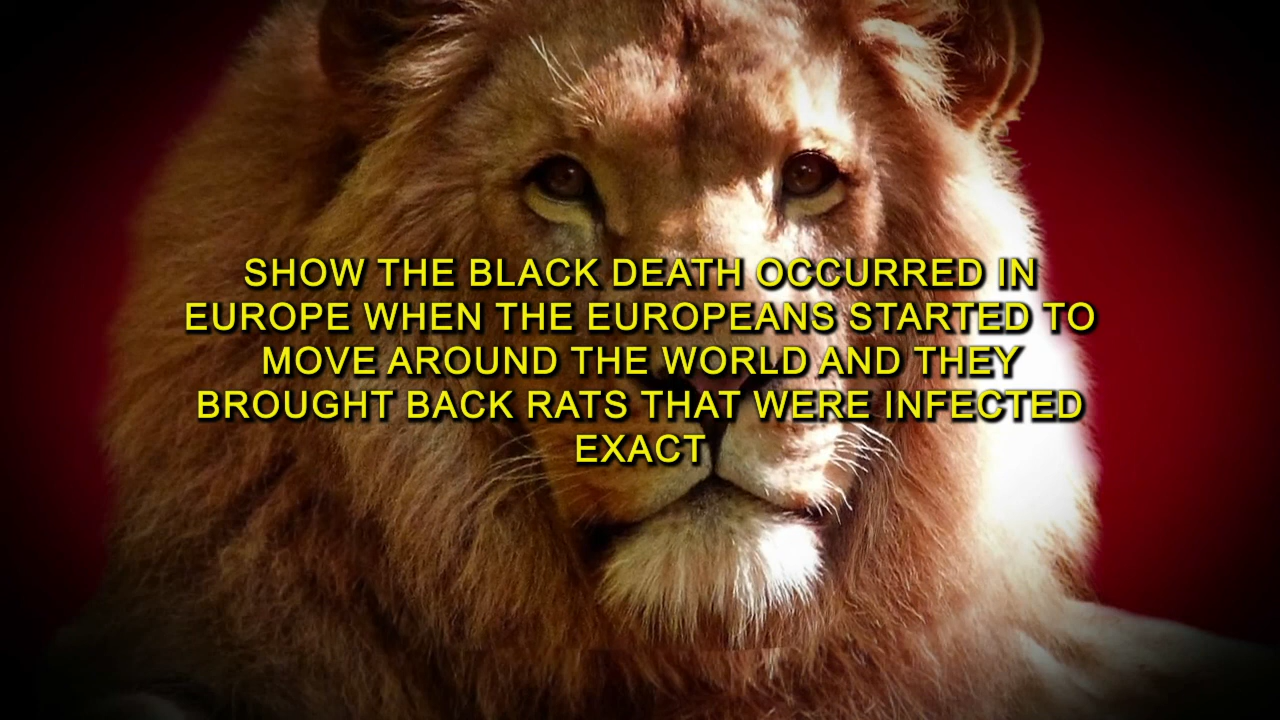 SHOW THE BLACK DEATH OCCURRED IN
EUROPE WHEN THE EUROPEANS STARTED TO
MOVE AROUND THE WORLD AND THEY
BROUGHT BACK RATS THAT WERE INFECTED
EXACT